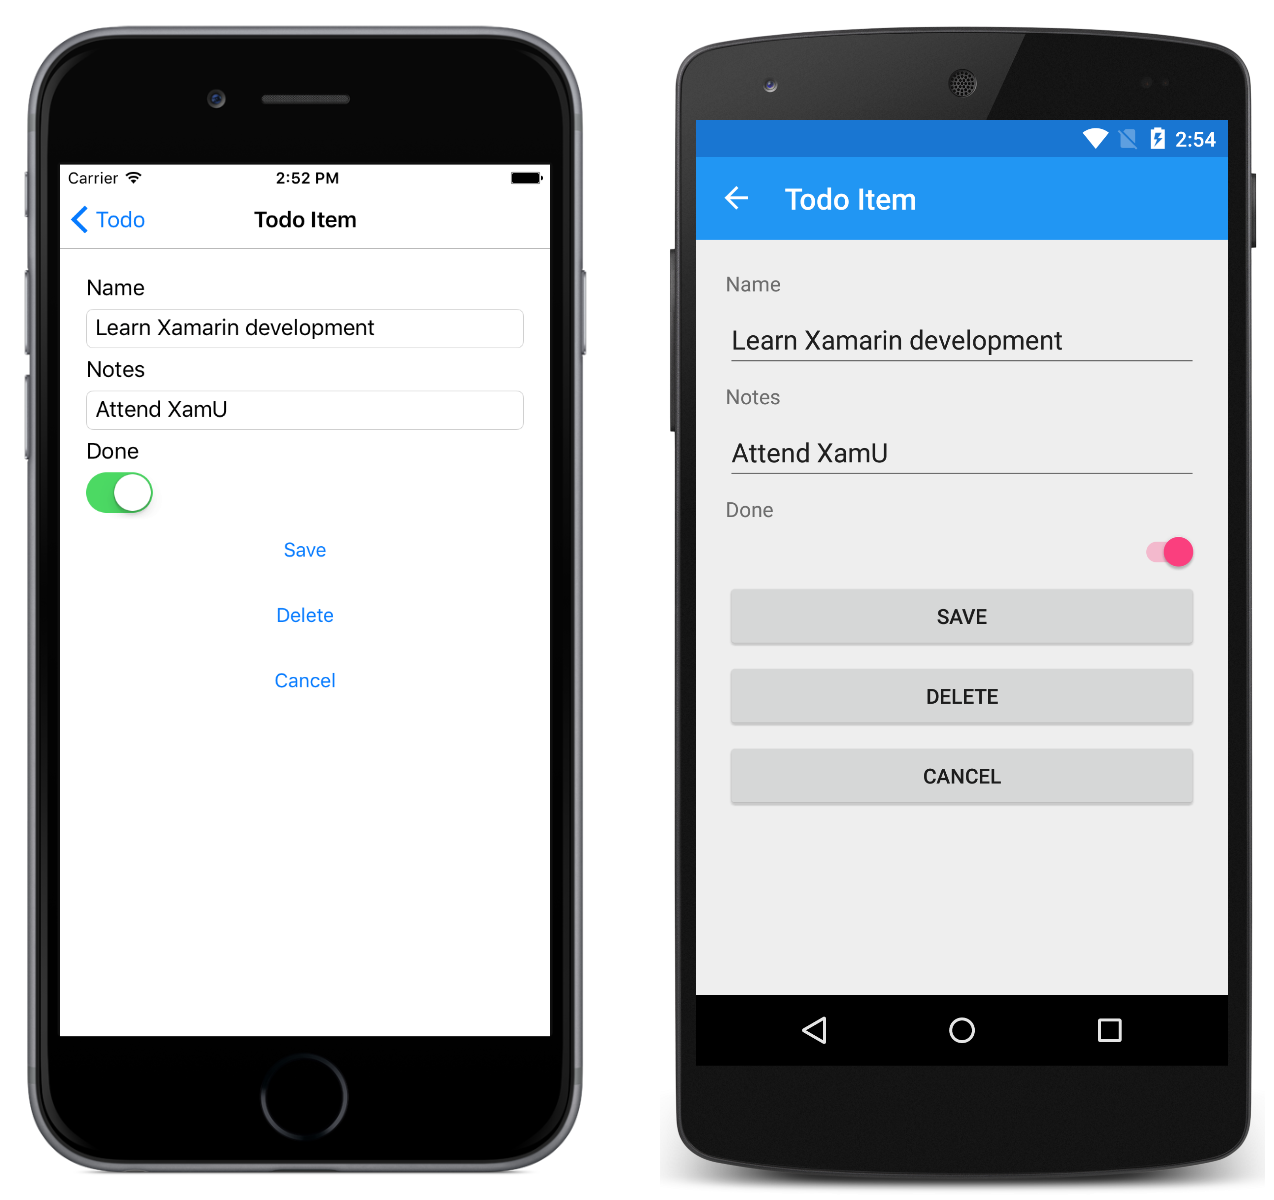 Carrier
2:52 PM
Todo
Todo Item
Name
Learn Xamarin development
Notes
Attend XamU
Done
Save
Delete
Cancel
2:54
Todo Item
Name
Learn Xamarin development
Notes
Attend XamU
Done
SAVE
DELETE
CANCEL